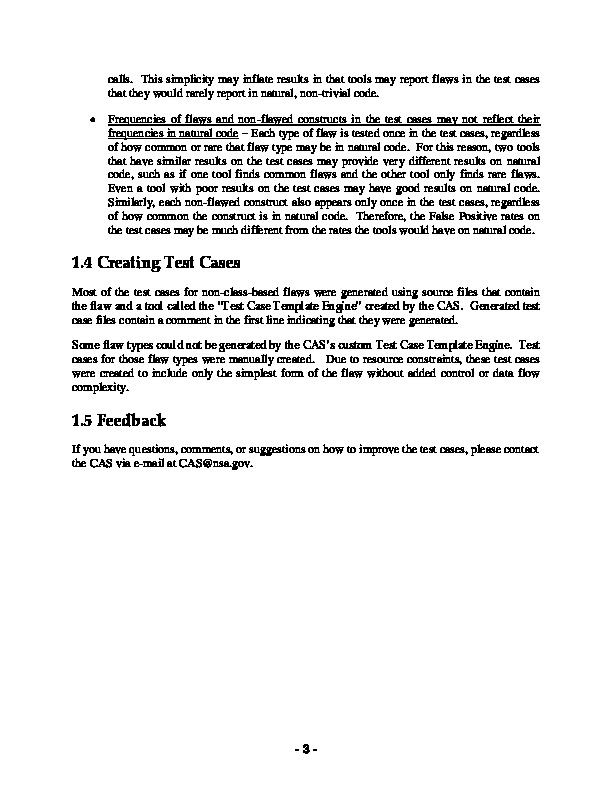 calls. This simplicity may inflate results in that tools may report flaws in the test cases
that they would rarely report in natural, non-trivial code.
• Frequencies of flaws and non-flawed constructs in the test cases may not reflect their
frequencies in natural code – Each type of flaw is tested once in the test cases, regardless
of how common or rare that flaw type may be in natural code. For this reason, two tools
that have similar results on the test cases may provide very different results on natural
code, such as if one tool finds common flaws and the other tool only finds rare flaws.
Even a tool with poor results on the test cases may have good results on natural code.
Similarly, each non-flawed construct also appears only once in the test cases, regardless
of how common the construct is in natural code. Therefore, the False Positive rates on
the test cases may be much different from the rates the tools would have on natural code.
1.4 Creating Test Cases
Most of the test cases for non-class-based flaws were generated using source files that contain
the flaw and a tool called the "Test Case Template Engine" created by the CAS. Generated test
case files contain a comment in the first line indicating that they were generated.
Some flaw types could not be generated by the CAS's custom Test Case Template Engine. Test
cases for those flaw types were manually created. Due to resource constraints, these test cases
were created to include only the simplest form of the flaw without added control or data flow
complexity.
1.5 Feedback
If you have questions, comments, or suggestions on how to improve the test cases, please contact
the CAS via e-mail at CAS@nsa.gov.
- 3 -